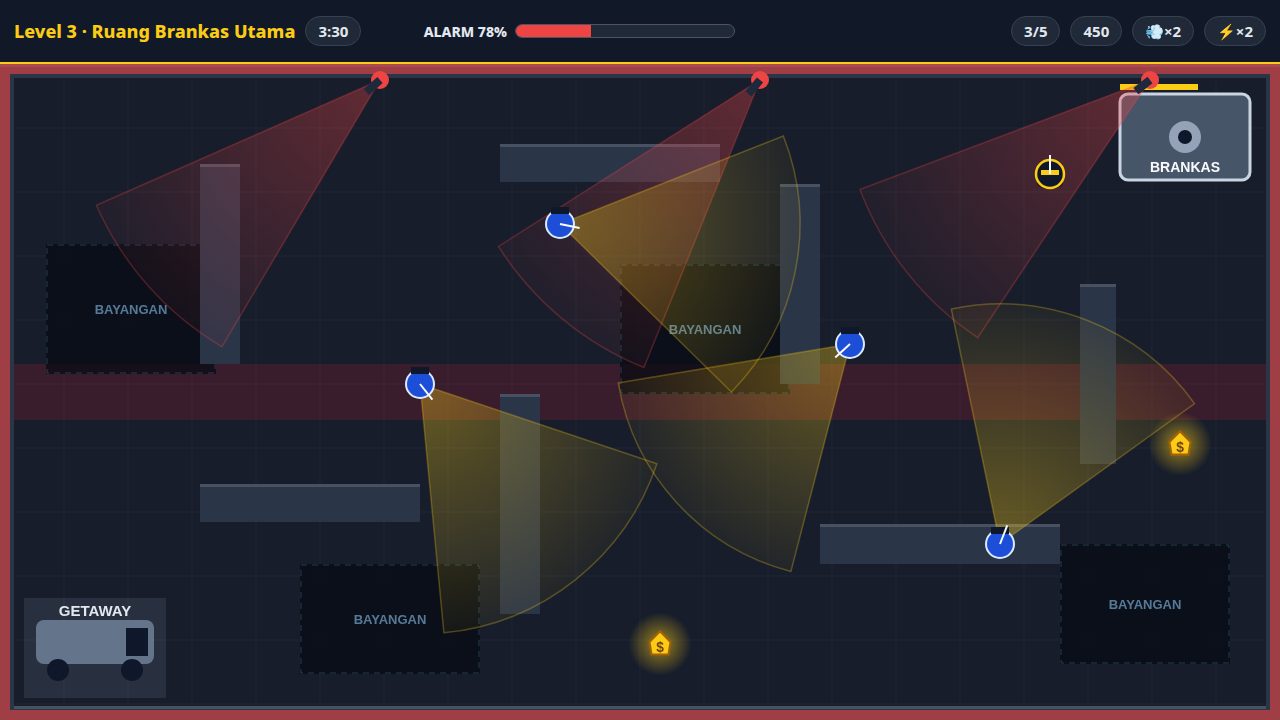 Level 3 · Ruang Brankas Utama
3:30
ALARM 78%
3/5
450
💨×2
⚡×2
BRANKAS
BAYANGAN
BAYANGAN
$
BAYANGAN
BAYANGAN
GETAWAY
$